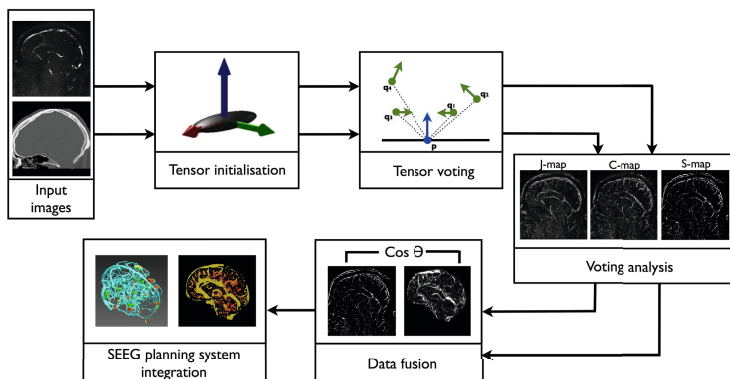 Input
images
Tensor initialisation
q4
q2
q3
q1
P
Tensor voting
J-map C-map S-map
Voting analysis
Cos θ
Data fusion
SEEG planning system
integration